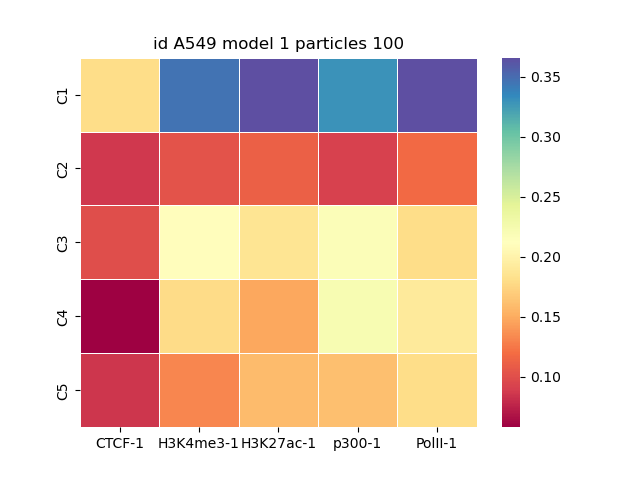 id A549 model 1 particles 100
C1
C2
C3
C4
C5
CTCF-1
H3K4me3-1
H3K27ac-1
p300-1
PolII-1
0.35
0.30
0.25
0.20
0.15
0.10